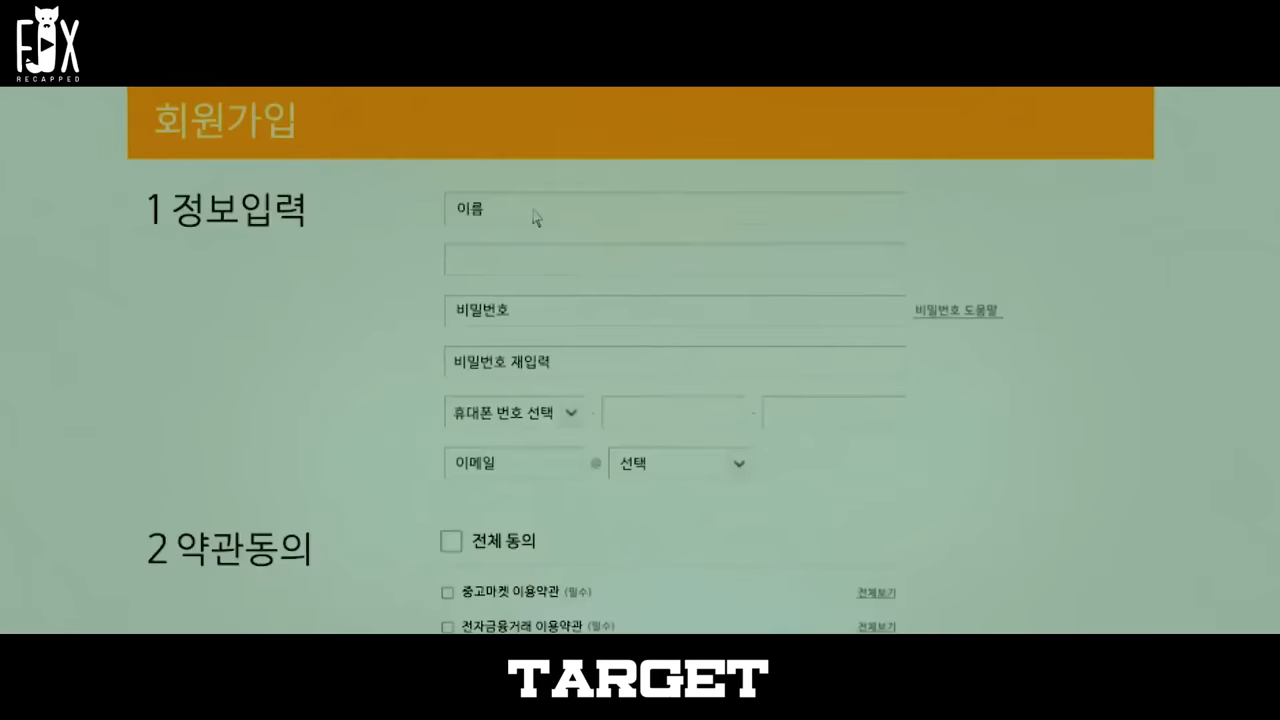 FOX
RECAPPED
회원가입
1 정보입력
이름
비밀번호
비밀번호 도움말
비밀번호 재입력
휴대폰 번호 선택 - -
이메일 @ 선택
2 약관동의
전체 동의
중고마켓 이용약관 (필수) 전체보기
전자금융거래 이용약관 (필수) 전체보기
TARGET